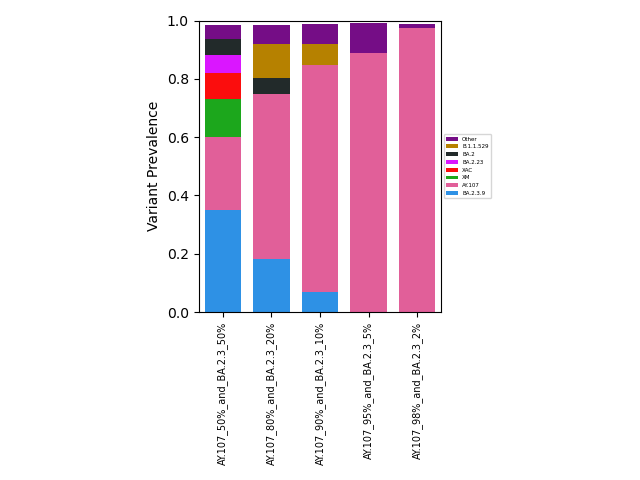 1.0
0.8
0.6
0.4
0.2
0.0
Variant Prevalence
Other
B.1.1.529
BA.2
BA.2.23
XAC
XM
AY.107
BA.2.3.9
AY.107_50%_and_BA.2.3_50%
AY.107_80%_and_BA.2.3_20%
AY.107_90%_and_BA.2.3_10%
AY.107_95%_and_BA.2.3_5%
AY.107_98%_and_BA.2.3_2%